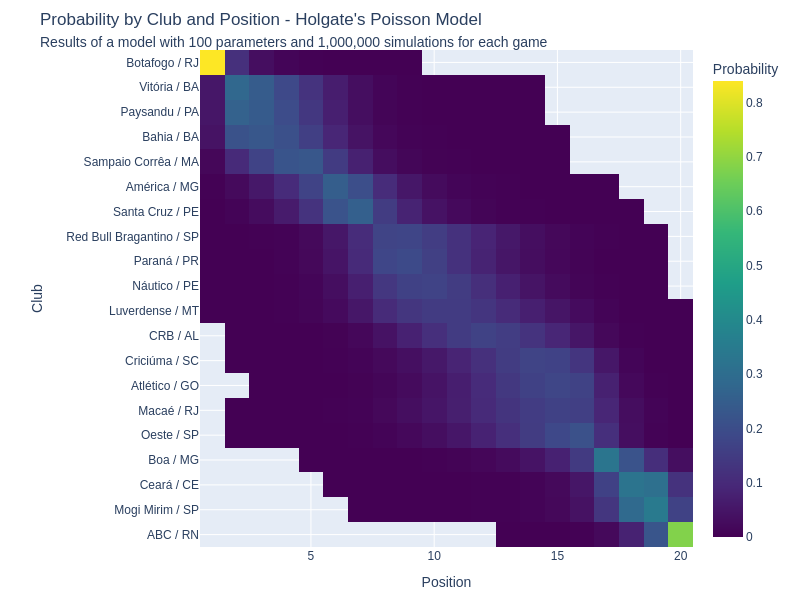 Probability by Club and Position - Holgate's Poisson Model
Results of a model with 100 parameters and 1,000,000 simulations for each game
Probability
Club
Botafogo / RJ
Vitória / BA
Paysandu / PA
Bahia / BA
Sampaio Corrêa / MA
América / MG
Santa Cruz / PE
Red Bull Bragantino / SP
Paraná / PR
Náutico / PE
Luverdense / MT
CRB / AL
Criciúma / SC
Atlético / GO
Macaé / RJ
Oeste / SP
Boa / MG
Ceará / CE
Mogi Mirim / SP
ABC / RN
5 10 15 20
Position
0.8
0.7
0.6
0.5
0.4
0.3
0.2
0.1
0